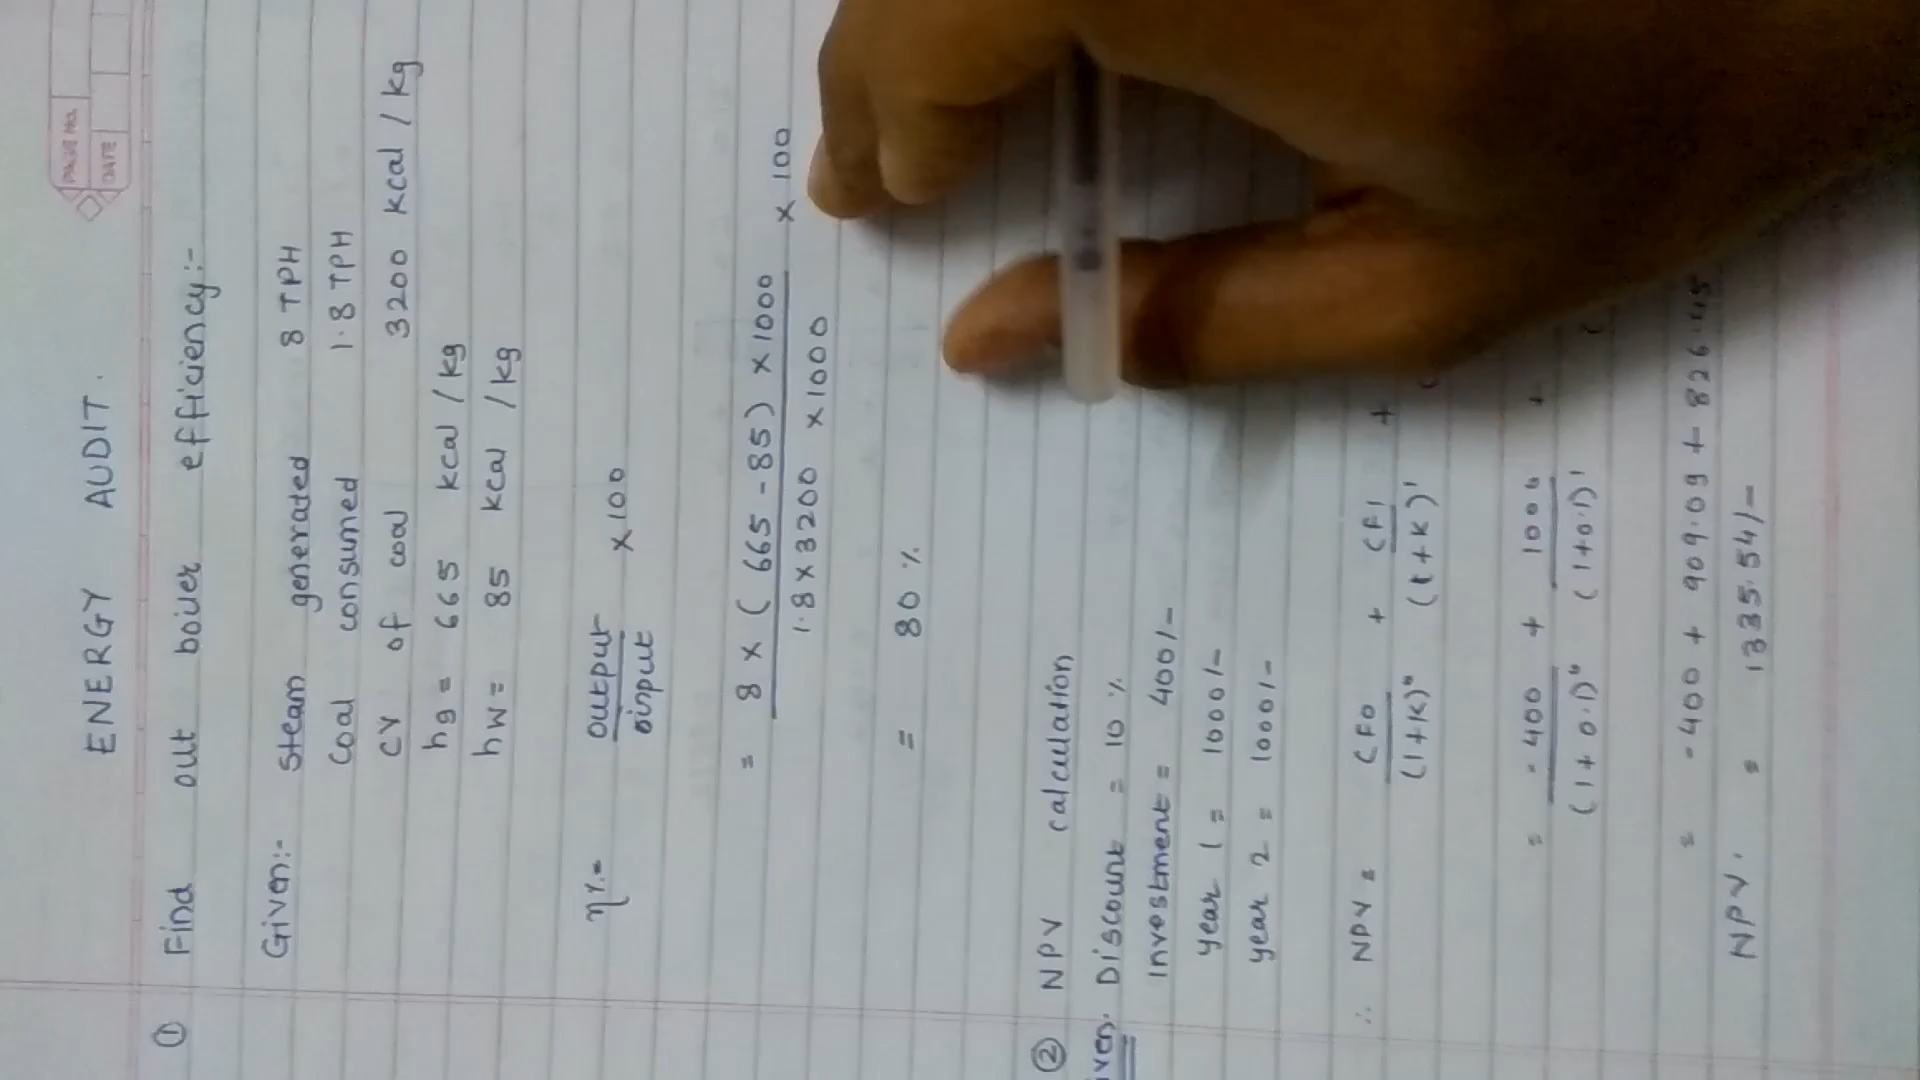 PAGE NO.
DATE
ENERGY AUDIT.
① Find out boiler efficiency:-
Given:- Steam generated 8 TPH
Coal consumed 1.8 TPH
CV of coal 3200 kcal / kg
hg = 665 kcal / kg
hw = 85 kcal / kg
η% = output / input × 100
= 8 × ( 665 - 85 ) × 1000 / 1.8 × 3200 × 1000 × 100
= 80 %
② NPV Calculation
Discount = 10 %
Investment = 400/-
year 1 = 1000/-
year 2 = 1000/-
∴ NPV = CF0 / (1+K)⁰ + CF1 / (1+K)¹ +
= -400 / (1+0.1)⁰ + 1000 / (1+0.1)¹ +
= -400 + 909.09 + 826.45
NPV. = 1335.54/-